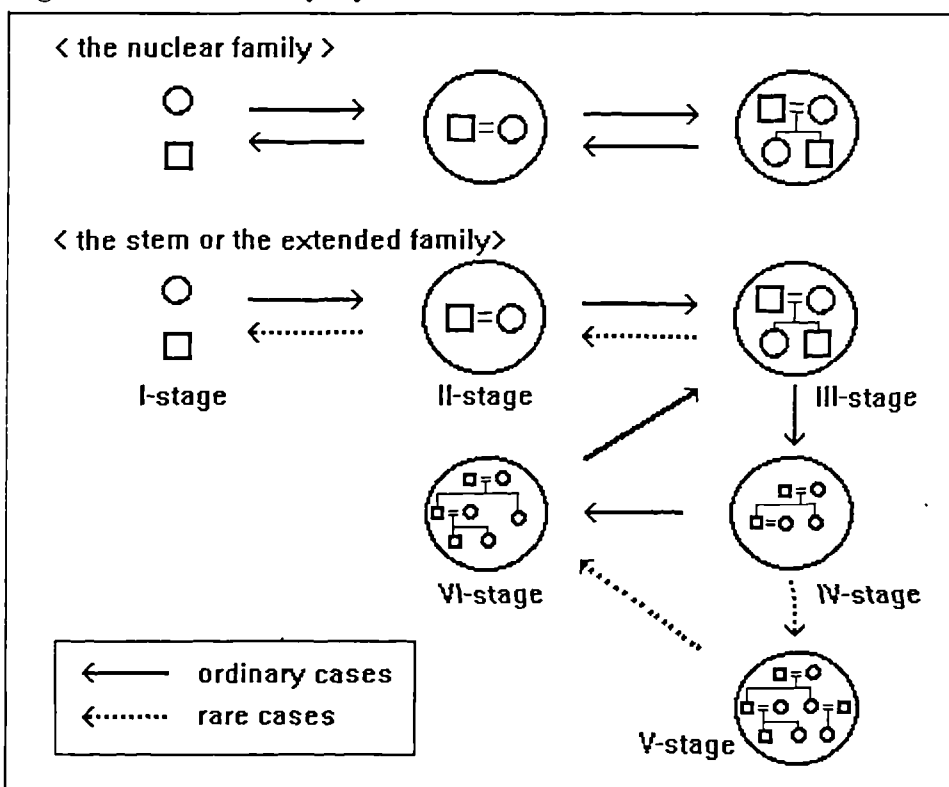 < the nuclear family >
< the stem or the extended family>
I-stage
II-stage
III-stage
VI-stage
IV-stage
V-stage
ordinary cases
rare cases